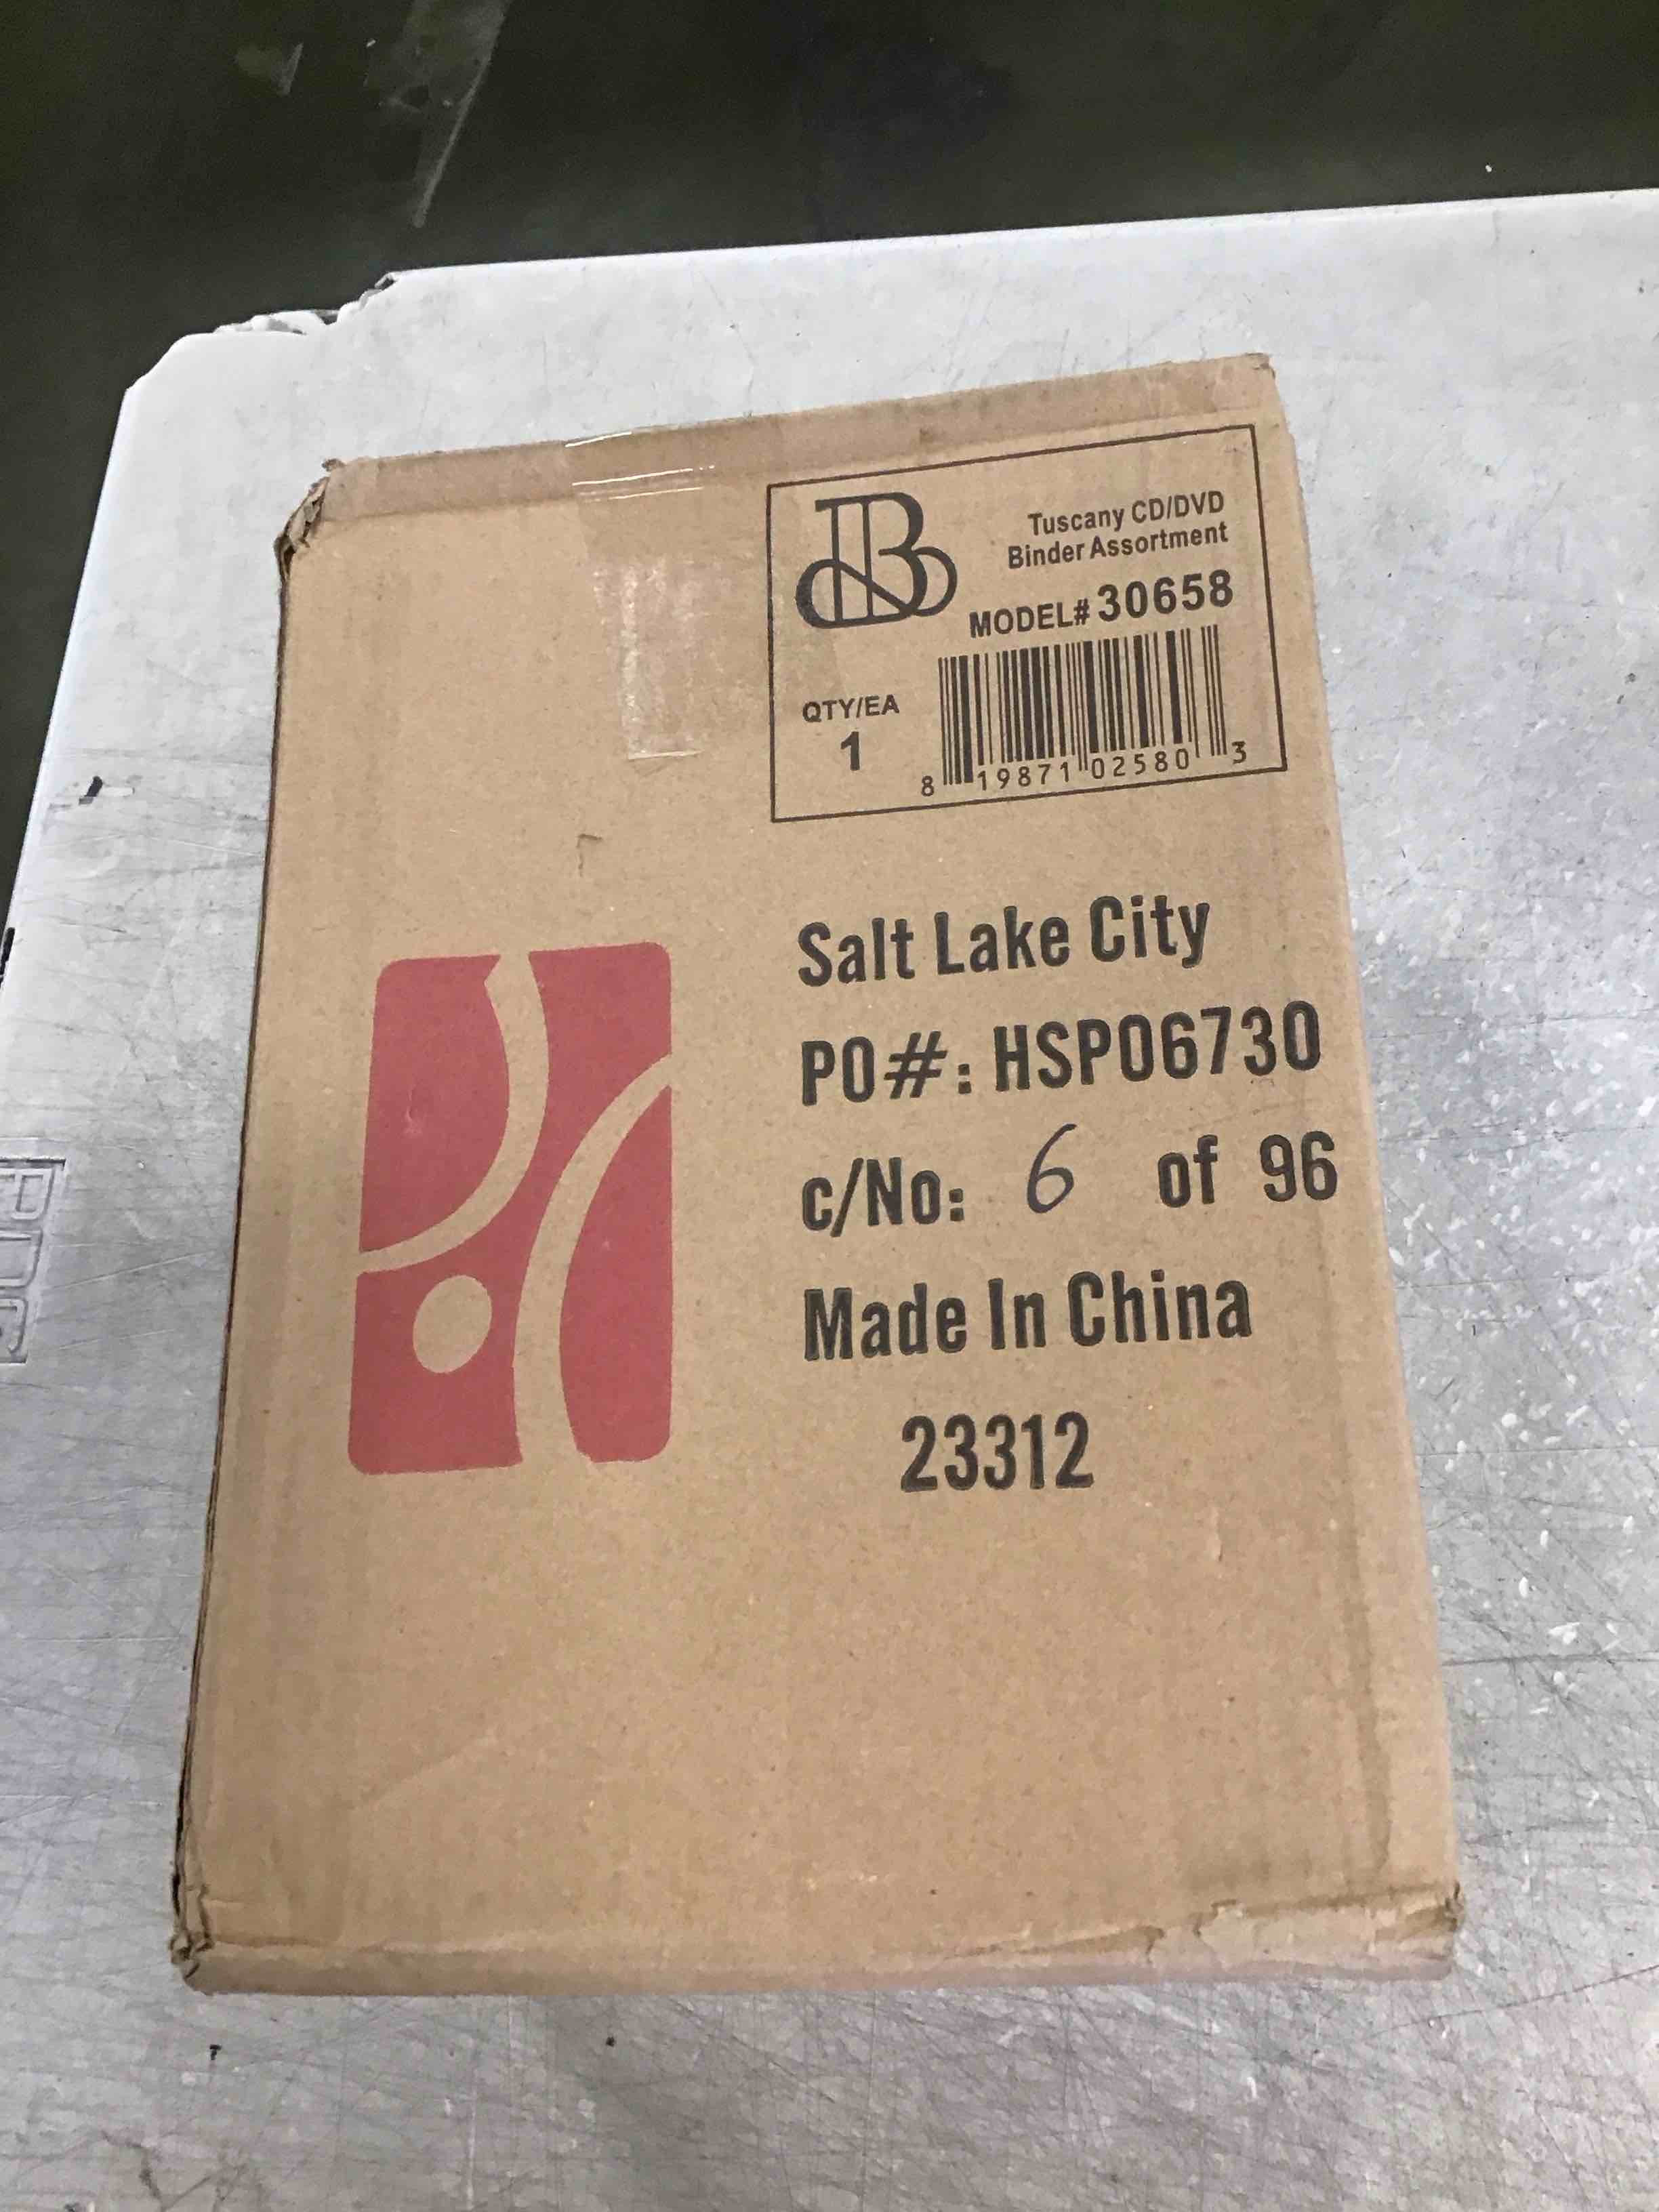 Tuscany CD/DVD
Binder Assortment
MODEL# 30658
QTY/EA
1
8 19871 02580 3
Salt Lake City
PO#: HSP06730
c/No: 6 of 96
Made In China
23312